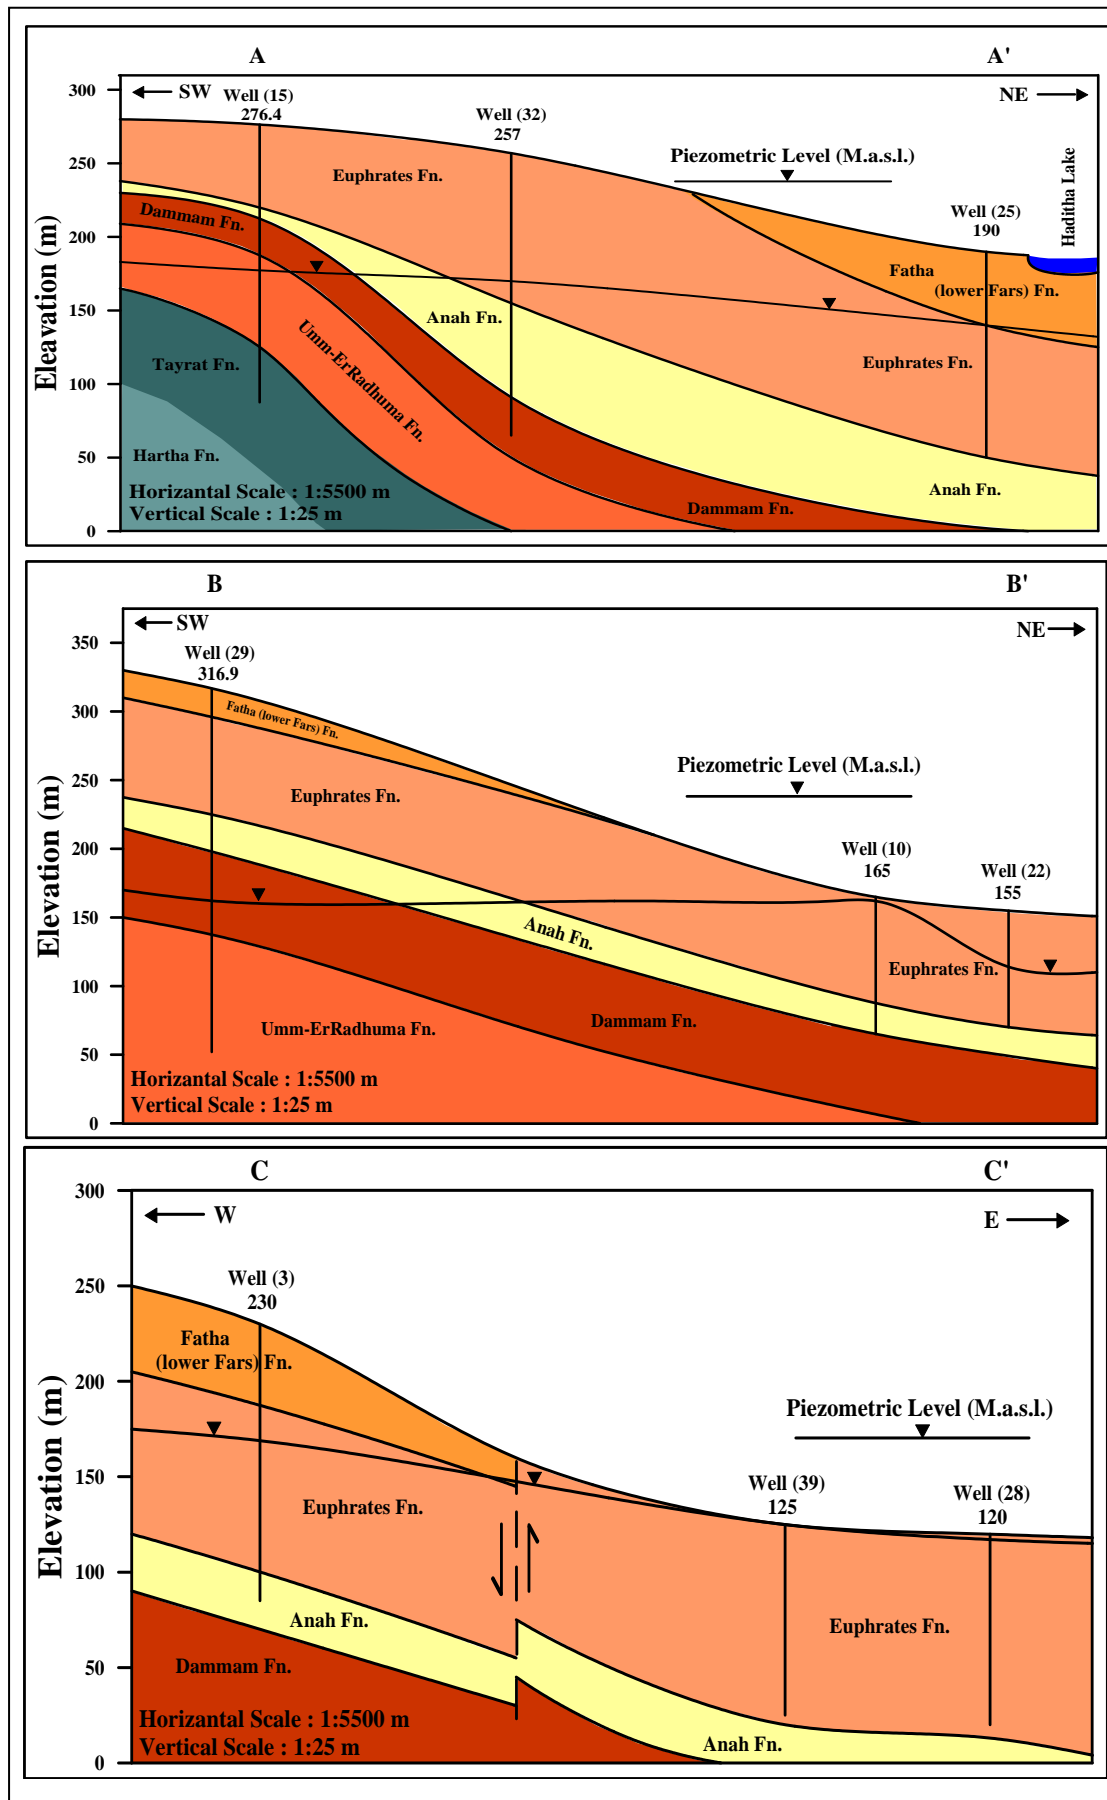 A
A'
SW
NE
Well (15)
276.4
Well (32)
257
Piezometric Level (M.a.s.l.)
Well (25)
190
Haditha Lake
Eleavation (m)
300
250
200
150
100
50
0
Euphrates Fn.
Dammam Fn.
Fatha
(lower Fars) Fn.
Anah Fn.
Umm-ErRadhuma Fn.
Tayrat Fn.
Euphrates Fn.
Hartha Fn.
Anah Fn.
Dammam Fn.
Horizantal Scale : 1:5500 m
Vertical Scale : 1:25 m
B
B'
SW
NE
Well (29)
316.9
Piezometric Level (M.a.s.l.)
Well (10)
165
Well (22)
155
Elevation (m)
350
300
250
200
150
100
50
0
Fatha (lower Fars) Fn.
Euphrates Fn.
Anah Fn.
Euphrates Fn.
Dammam Fn.
Umm-ErRadhuma Fn.
Horizantal Scale : 1:5500 m
Vertical Scale : 1:25 m
C
C'
W
E
Well (3)
230
Piezometric Level (M.a.s.l.)
Well (39)
125
Well (28)
120
Elevation (m)
300
250
200
150
100
50
0
Fatha
(lower Fars) Fn.
Euphrates Fn.
Anah Fn.
Euphrates Fn.
Dammam Fn.
Anah Fn.
Horizantal Scale : 1:5500 m
Vertical Scale : 1:25 m